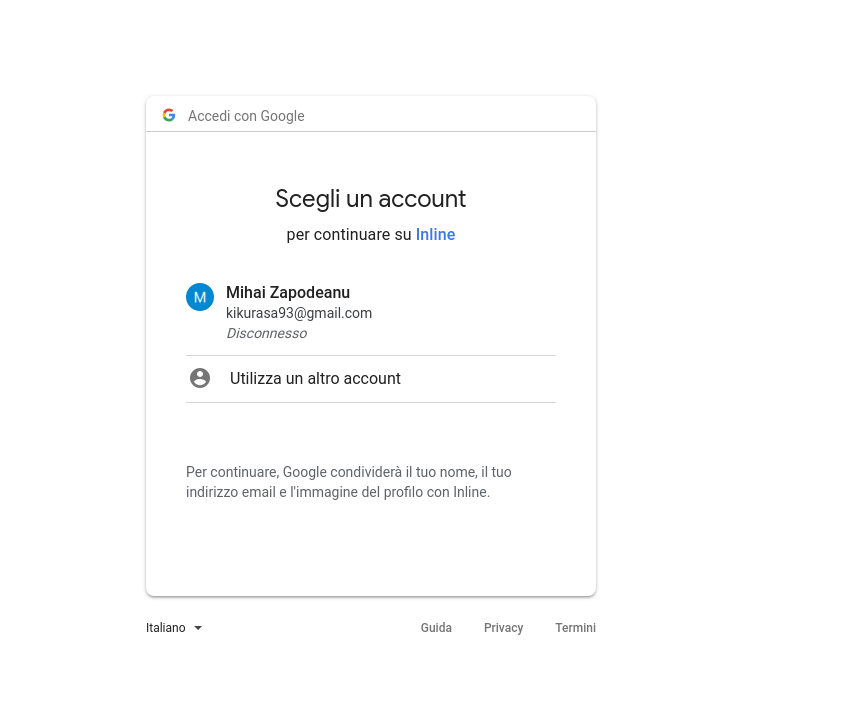 Accedi con Google
Scegli un account
per continuare su Inline
M
Mihai Zapodeanu
kikurasa93@gmail.com
Disconnesso
Utilizza un altro account
Per continuare, Google condividerà il tuo nome, il tuo
indirizzo email e l'immagine del profilo con Inline.
Italiano
Guida
Privacy
Termini